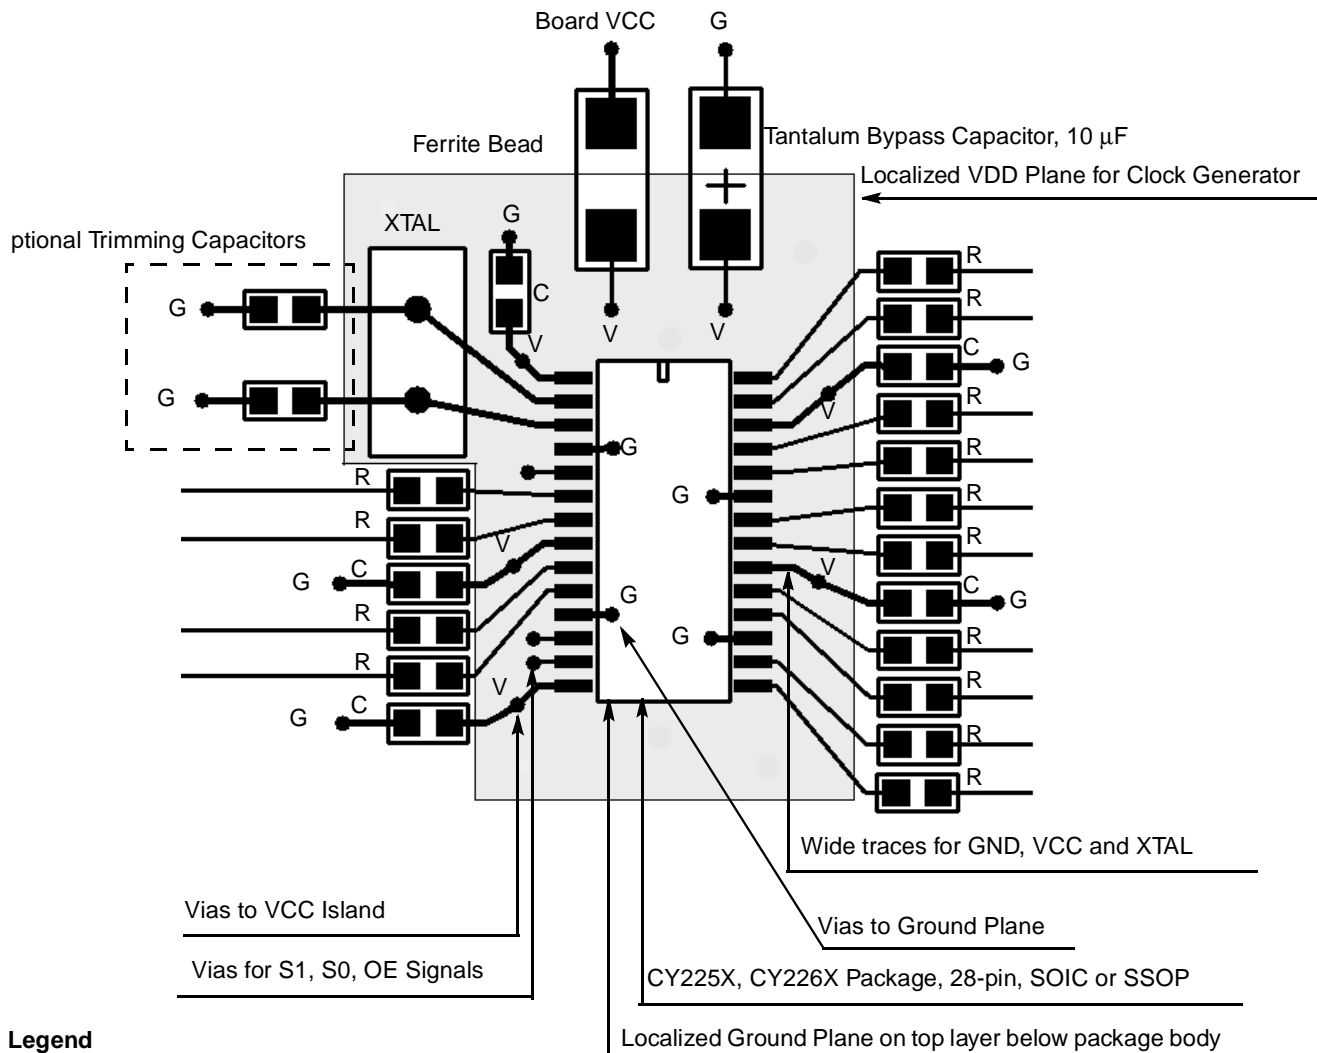 Board VCC G
Ferrite Bead
Tantalum Bypass Capacitor, 10 μF
Localized VDD Plane for Clock Generator
XTAL G
ptional Trimming Capacitors
R
G C R
V V V
C G
G V R
R
G
R
G R
R
R V
V C G
G C
G R
R G
R
R
V
G C R
R
Wide traces for GND, VCC and XTAL
Vias to VCC Island
Vias to Ground Plane
Vias for S1, S0, OE Signals
CY225X, CY226X Package, 28-pin, SOIC or SSOP
Legend
Localized Ground Plane on top layer below package body